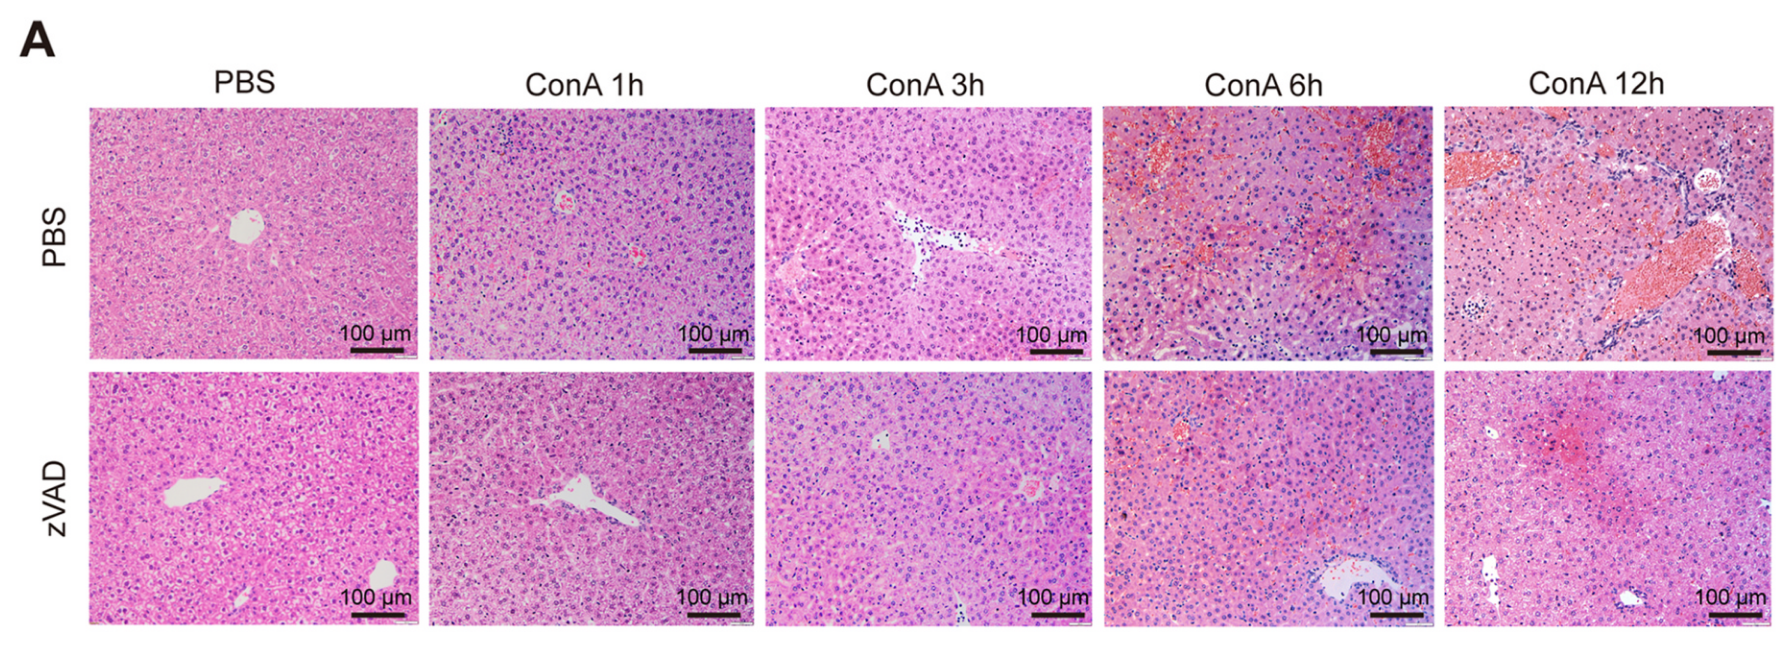 A
PBS ConA 1h ConA 3h ConA 6h ConA 12h
PBS
100 µm 100 µm 100 µm 100 µm 100 µm
zVAD
100 µm 100 µm 100 µm 100 µm 100 µm